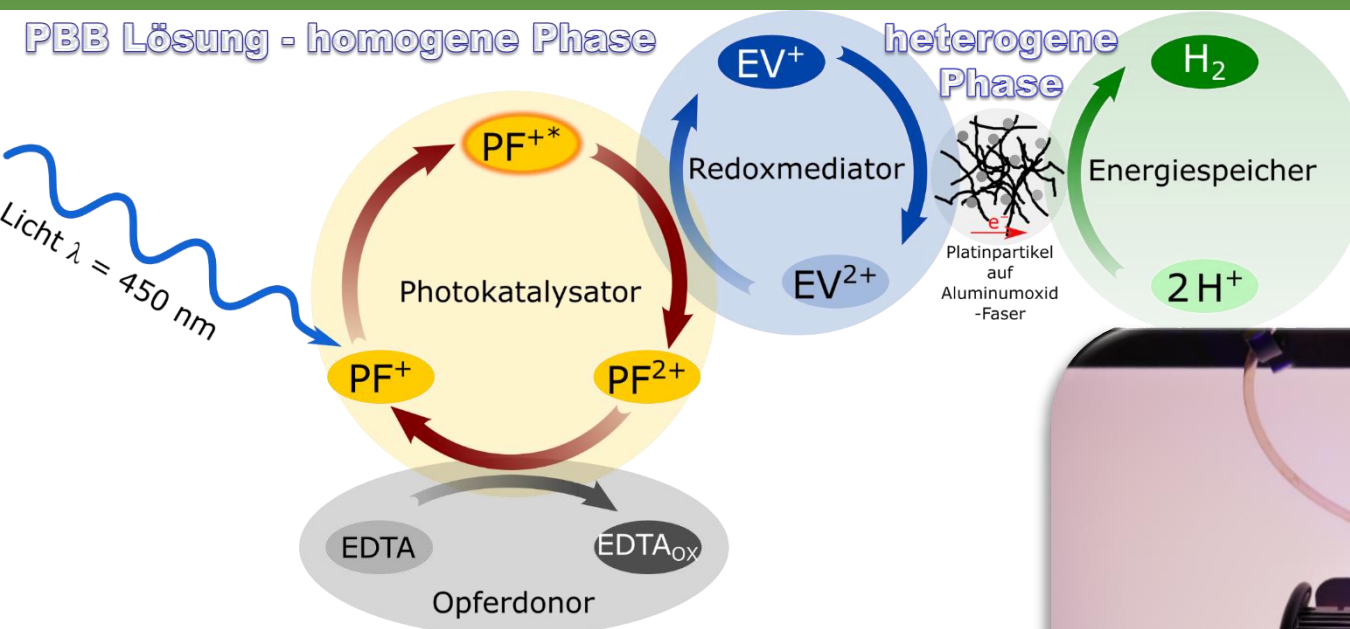 PBB Lösung - homogene Phase
heterogene
Phase
Licht λ = 450 nm
PF⁺*
Photokatalysator
PF⁺
PF²⁺
EDTA
EDTAOX
Opferdonor
EV⁺
Redoxmediator
EV²⁺
e⁻
Platinpartikel
auf
Aluminumoxid
-Faser
H₂
Energiespeicher
2 H⁺